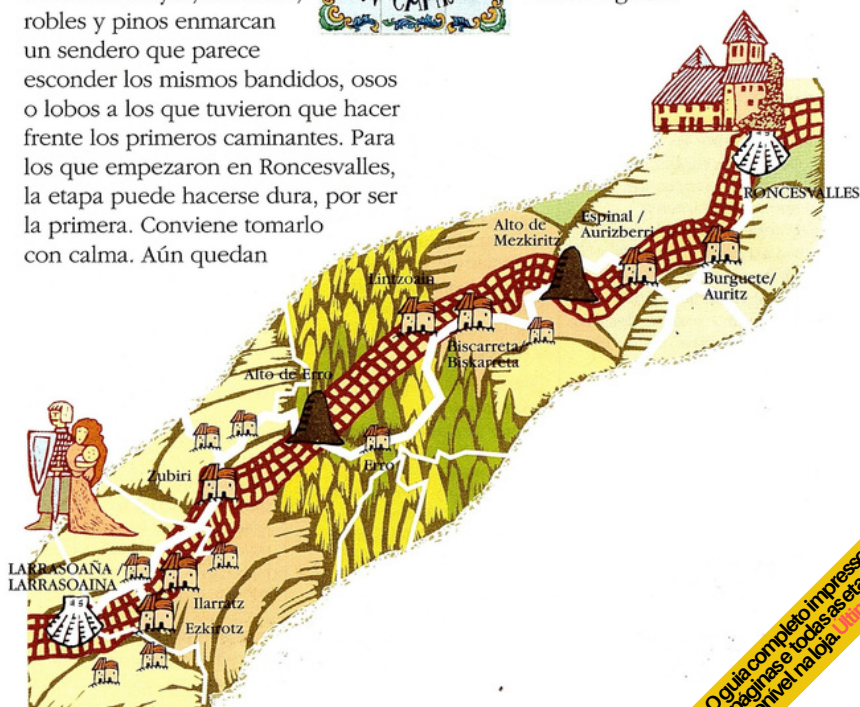 robles y pinos enmarcan
un sendero que parece
esconder los mismos bandidos, osos
o lobos a los que tuvieron que hacer
frente los primeros caminantes. Para
los que empezaron en Roncesvalles,
la etapa puede hacerse dura, por ser
la primera. Conviene tomarlo
con calma. Aún quedan
RONCESVALLES
Espinal /
Aurizberri
Alto de
Mezkiritz
Burguete/
Auritz
Lintzoain
Biscarreta/
Biskarreta
Alto de Erro
Erro
Zubiri
LARRASOAÑA /
LARRASOAINA
Ilarratz
Ezkirotz
O guia completo impresso
páginas e todas as
na loja.